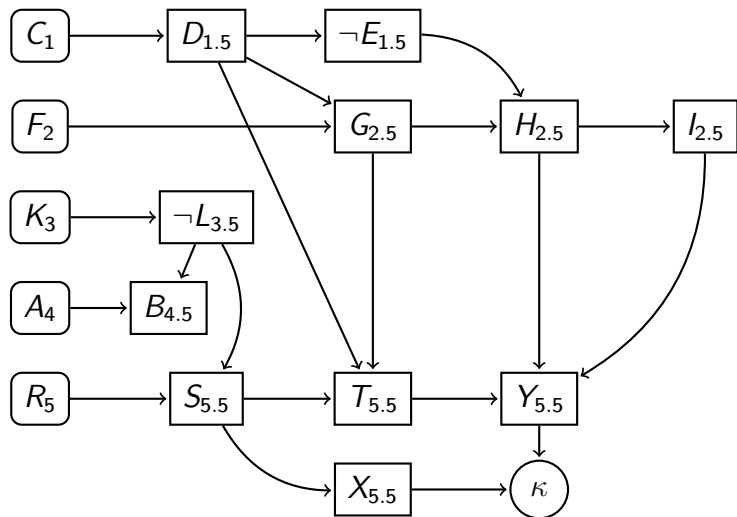 C₁ D₁.₅ ¬E₁.₅
F₂ G₂.₅ H₂.₅ I₂.₅
K₃ ¬L₃.₅
A₄ B₄.₅
R₅ S₅.₅ T₅.₅ Y₅.₅
X₅.₅ κ